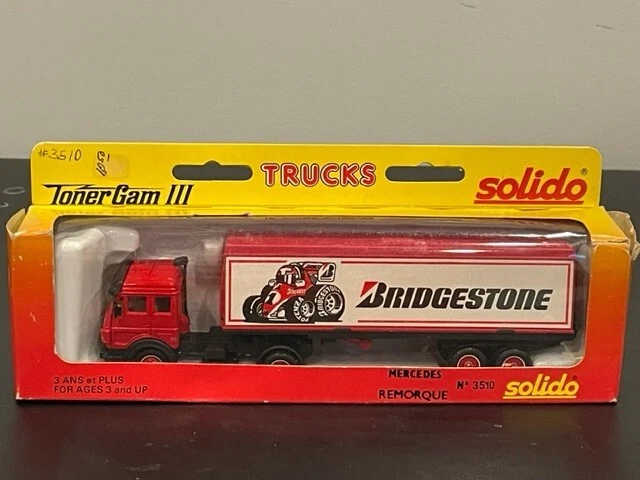 #3510
TonerGam III
TRUCKS
solido
BRIDGESTONE
3 ANS et PLUS
FOR AGES 3 and UP
MERCEDES
REMORQUE
N° 3510
solido